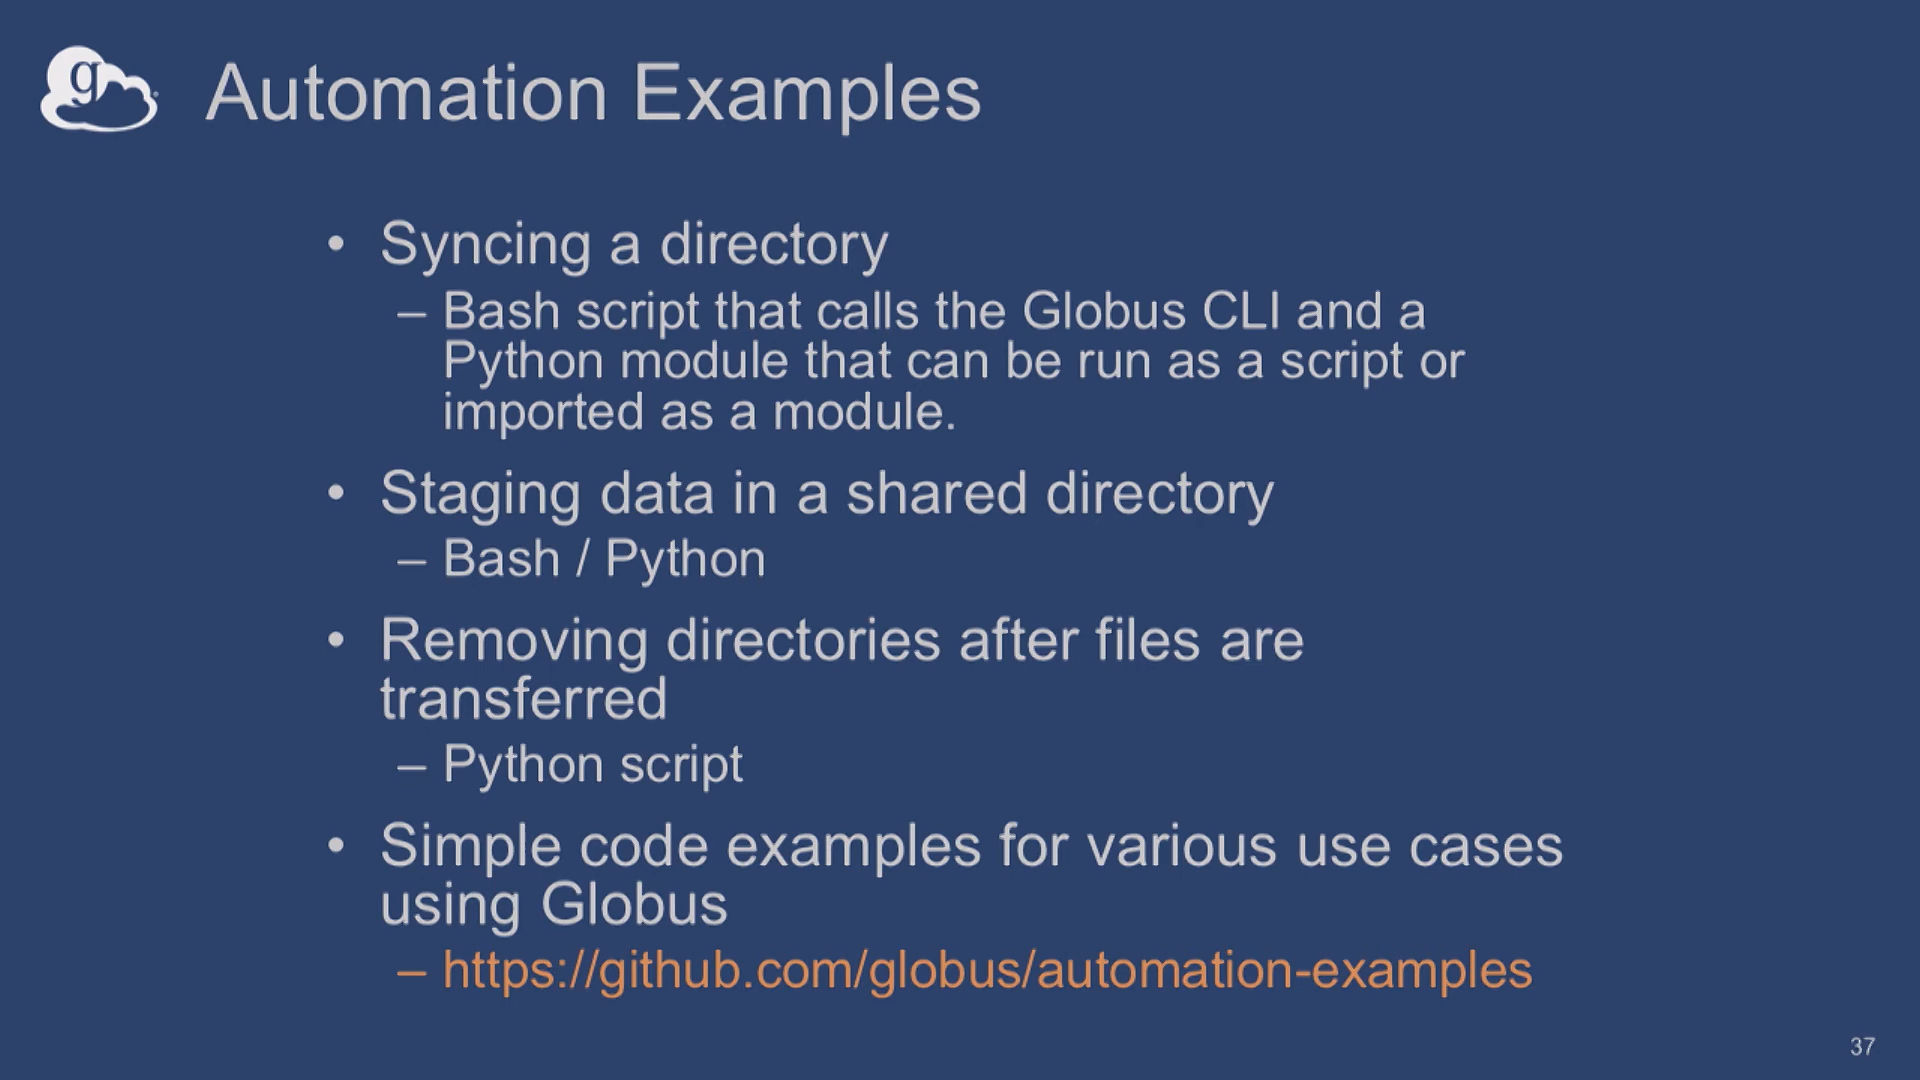 g
Automation Examples
• Syncing a directory
– Bash script that calls the Globus CLI and a
Python module that can be run as a script or
imported as a module.
• Staging data in a shared directory
– Bash / Python
• Removing directories after files are
transferred
– Python script
• Simple code examples for various use cases
using Globus
– https://github.com/globus/automation-examples
37